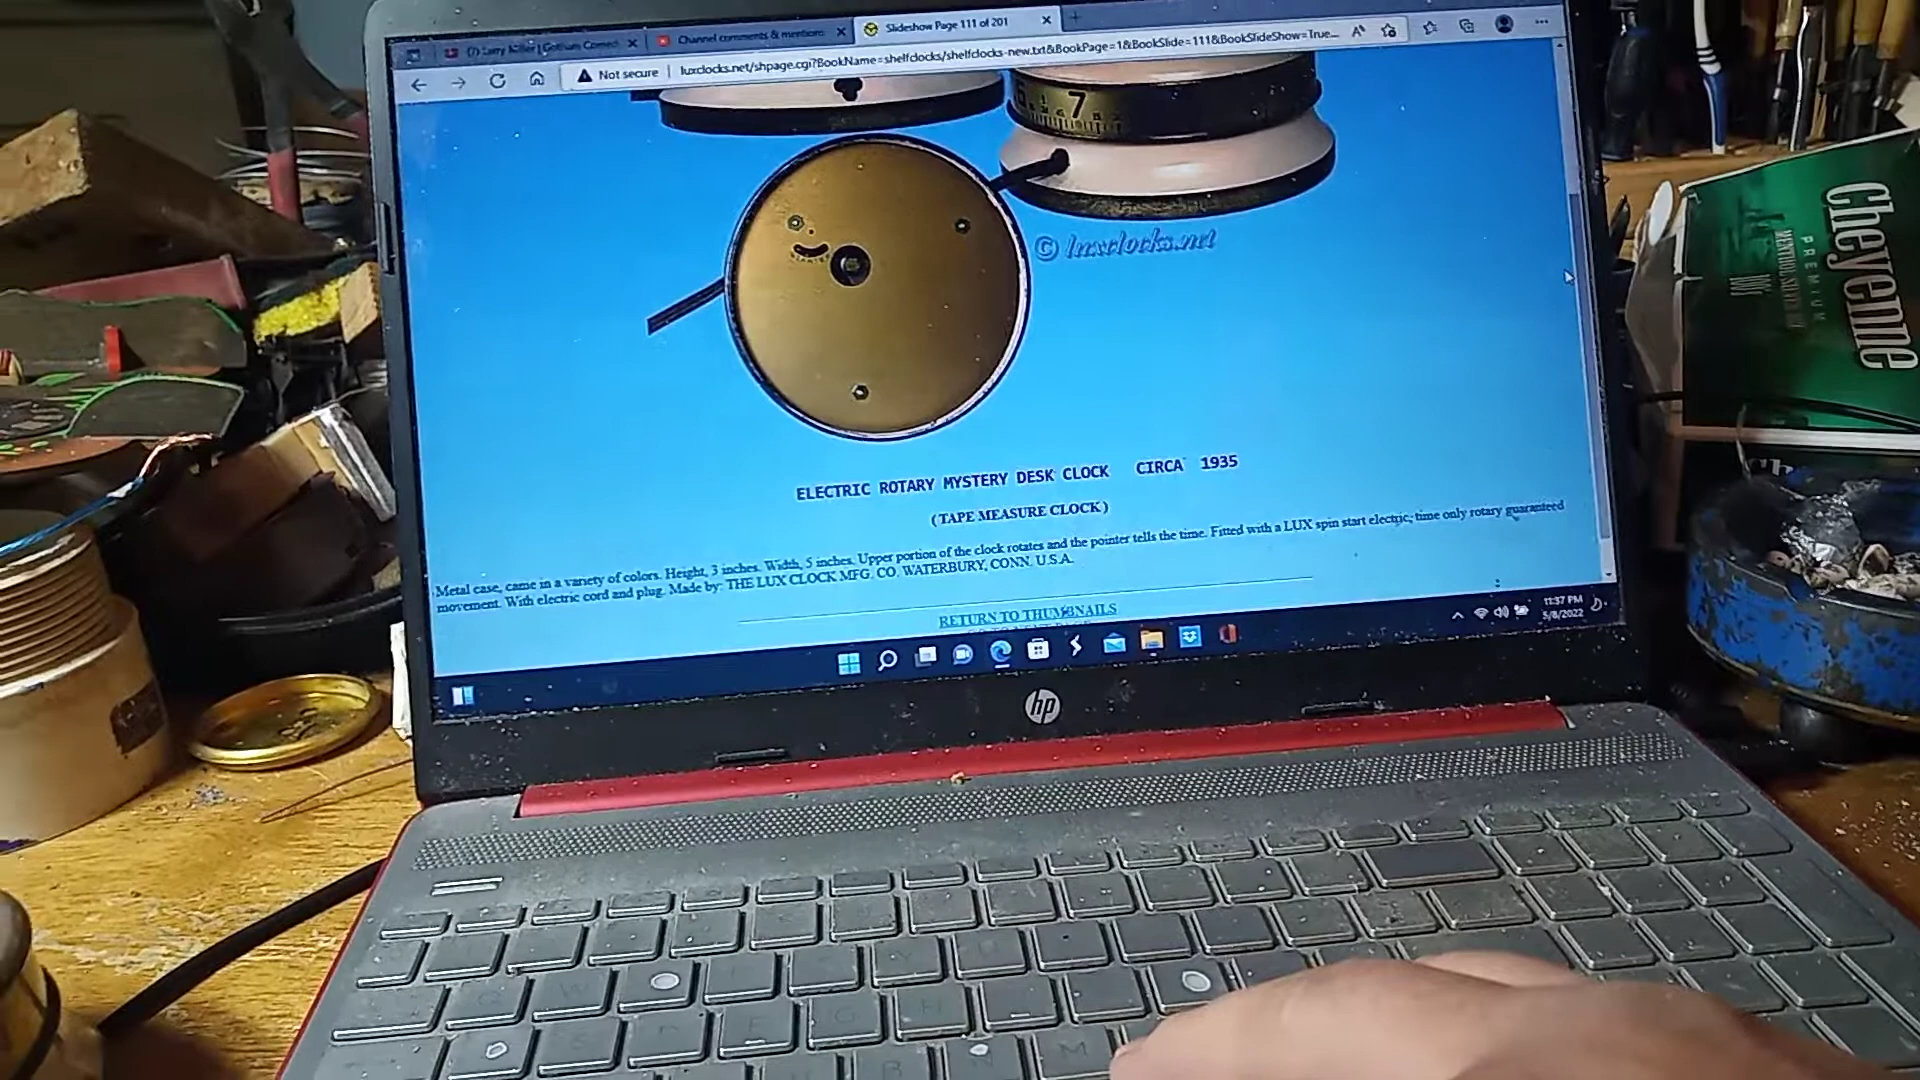 Larry Miller | Gotham Comed
Channel comments & mentions
Slideshow Page 111 of 201
Not secure
luxclocks.net/shpage.cgi?BookName=shelfclocks/shelfclocks-new.txt&BookPage=1&BookSlide=111&BookSlideShow=True...
7
© luxclocks.net
ELECTRIC ROTARY MYSTERY DESK CLOCK CIRCA 1935
(TAPE MEASURE CLOCK)
Metal case, came in a variety of colors. Height, 3 inches. Width, 5 inches. Upper portion of the clock rotates and the pointer tells the time. Fitted with a LUX spin start electric, time only rotary guaranteed
movement. With electric cord and plug. Made by: THE LUX CLOCK MFG. CO. WATERBURY, CONN. U.S.A.
RETURN TO THUMBNAILS
11:37 PM
5/8/2022
hp
Cheyenne
PREMIUM